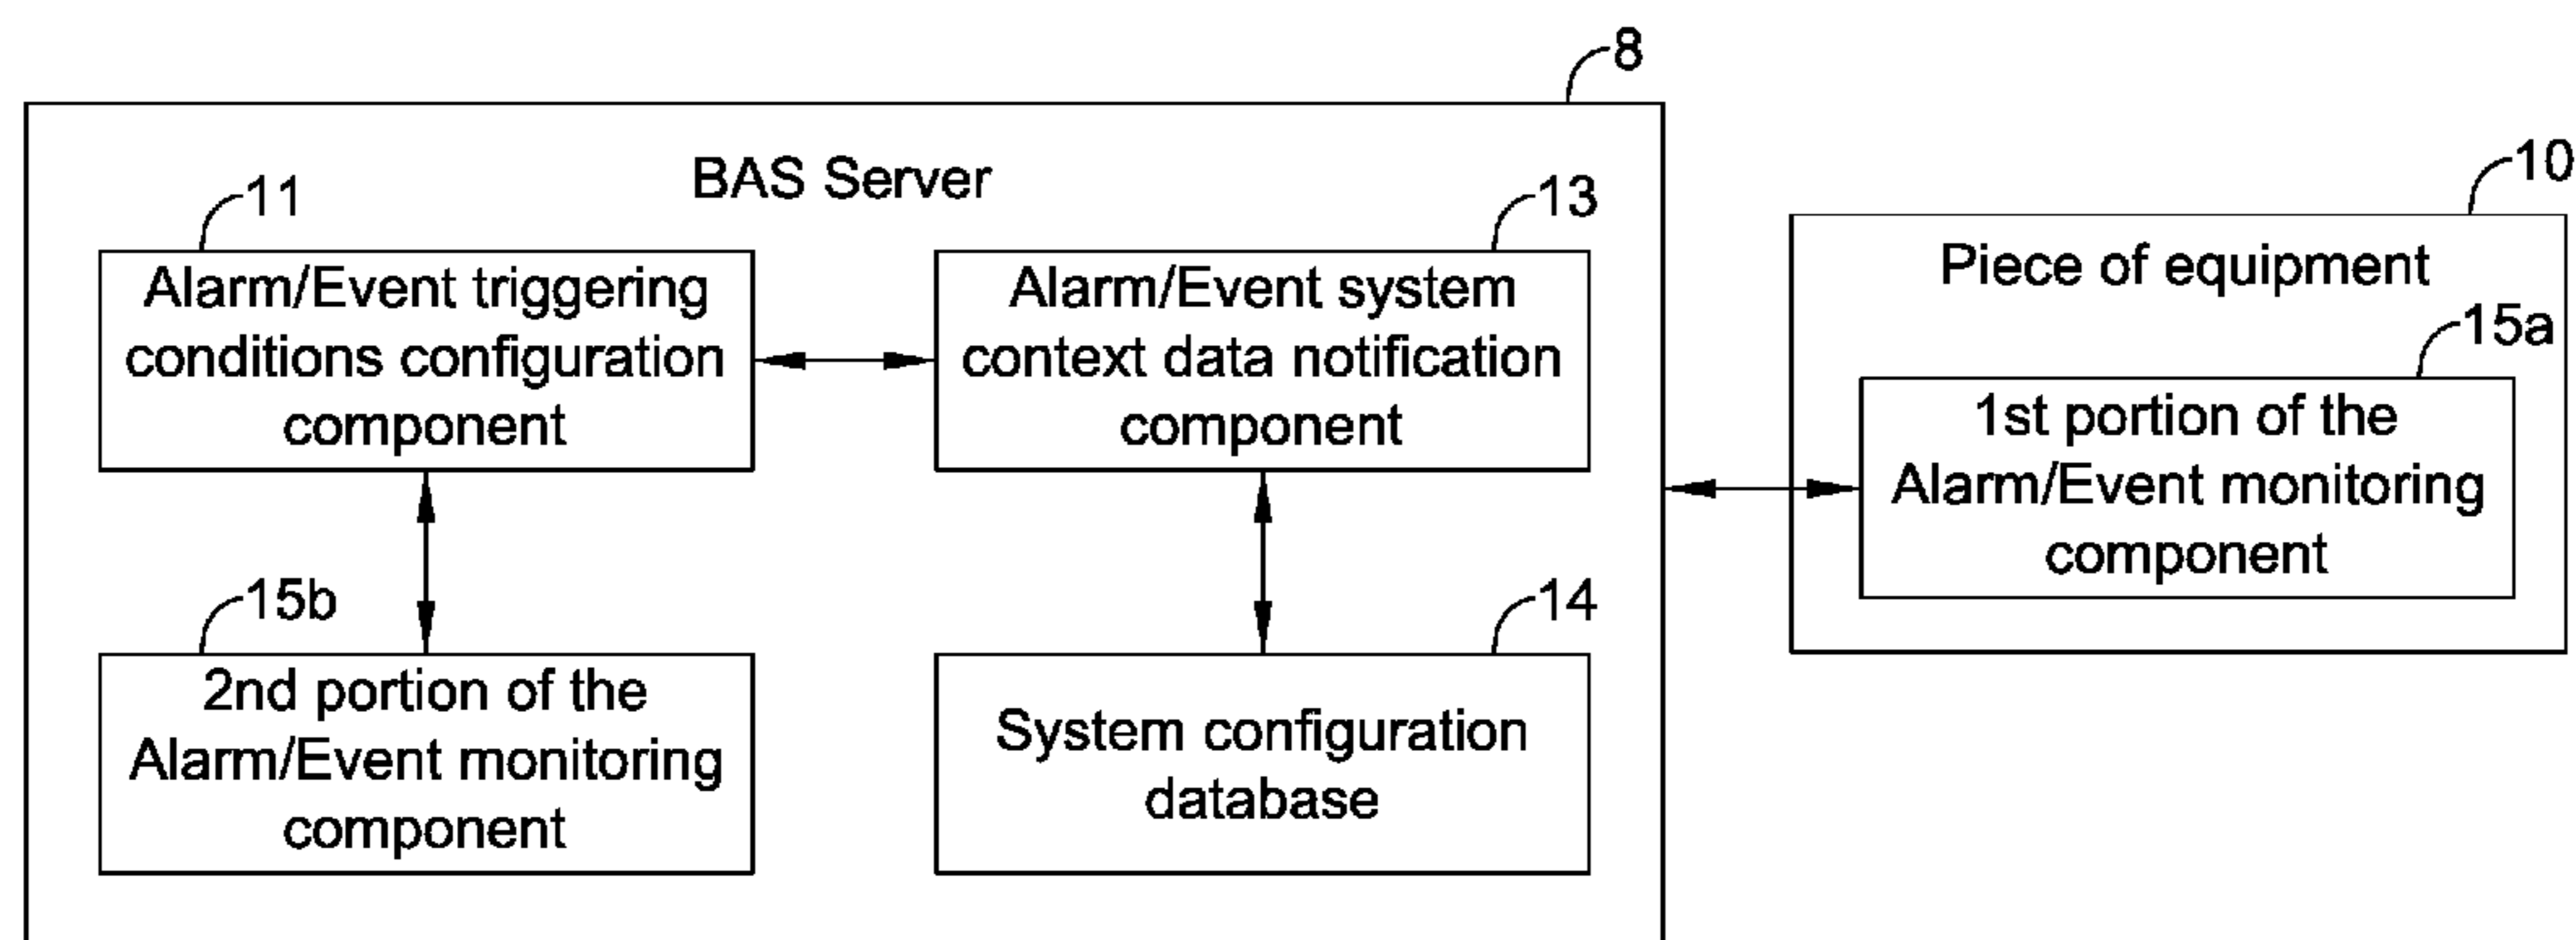 8
BAS Server
11
Alarm/Event triggering
conditions configuration
component
13
Alarm/Event system
context data notification
component
15b
2nd portion of the
Alarm/Event monitoring
component
14
System configuration
database
10
Piece of equipment
15a
1st portion of the
Alarm/Event monitoring
component